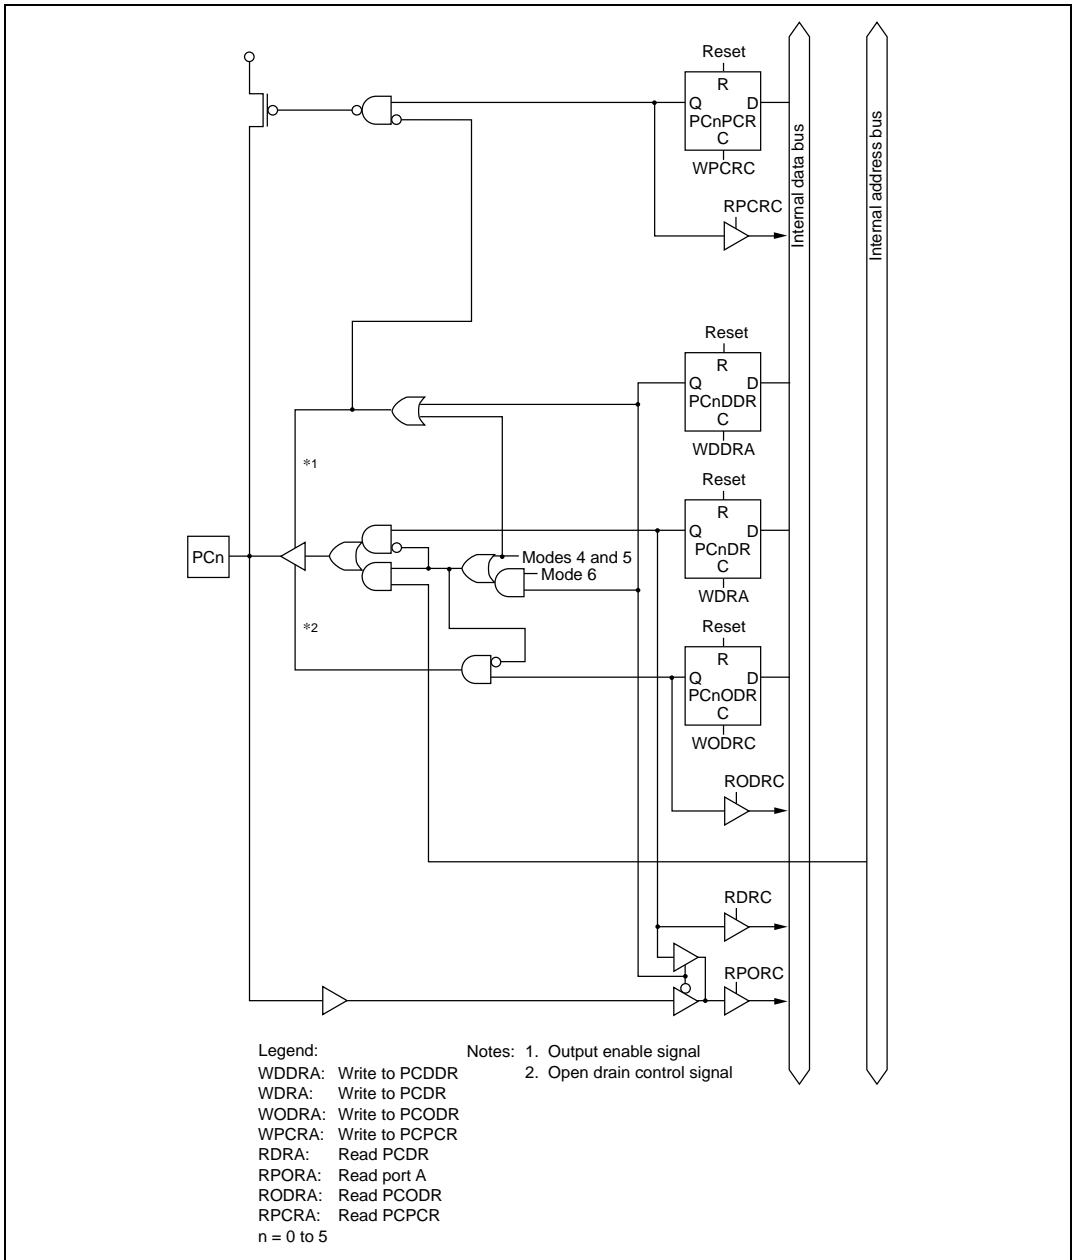 Reset
R
Q D
PCnPCR
C
WPCRC
RPCRC
Internal data bus
Internal address bus
Reset
R
Q D
PCnDDR
C
WDDRA
*1
Reset
R
Q D
PCnDR
C
WDRA
PCn
Modes 4 and 5
Mode 6
*2
Reset
R
Q D
PCnODR
C
WODRC
RODRC
RDRC
RPORC
Legend:
WDDRA: Write to PCDDR
WDRA: Write to PCDR
WODRA: Write to PCODR
WPCRA: Write to PCPCR
RDRA: Read PCDR
RPORA: Read port A
RODRA: Read PCODR
RPCRA: Read PCPCR
n = 0 to 5
Notes: 1. Output enable signal
2. Open drain control signal